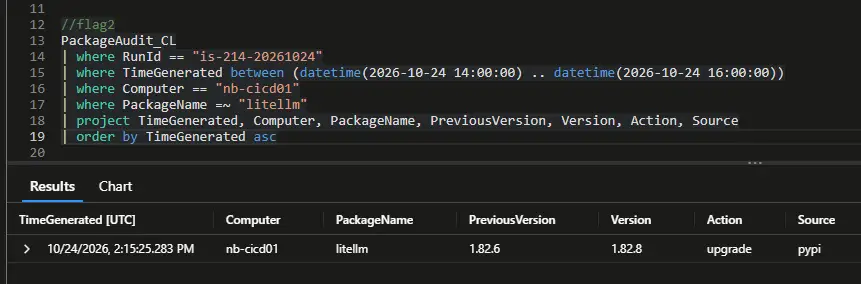 11
12 //flag2
13 PackageAudit_CL
14 | where RunId == "is-214-20261024"
15 | where TimeGenerated between (datetime(2026-10-24 14:00:00) .. datetime(2026-10-24 16:00:00))
16 | where Computer == "nb-cicd01"
17 | where PackageName =~ "litellm"
18 | project TimeGenerated, Computer, PackageName, PreviousVersion, Version, Action, Source
19 | order by TimeGenerated asc
20
Results Chart
TimeGenerated [UTC] Computer PackageName PreviousVersion Version Action Source
10/24/2026, 2:15:25.283 PM nb-cicd01 litellm 1.82.6 1.82.8 upgrade pypi